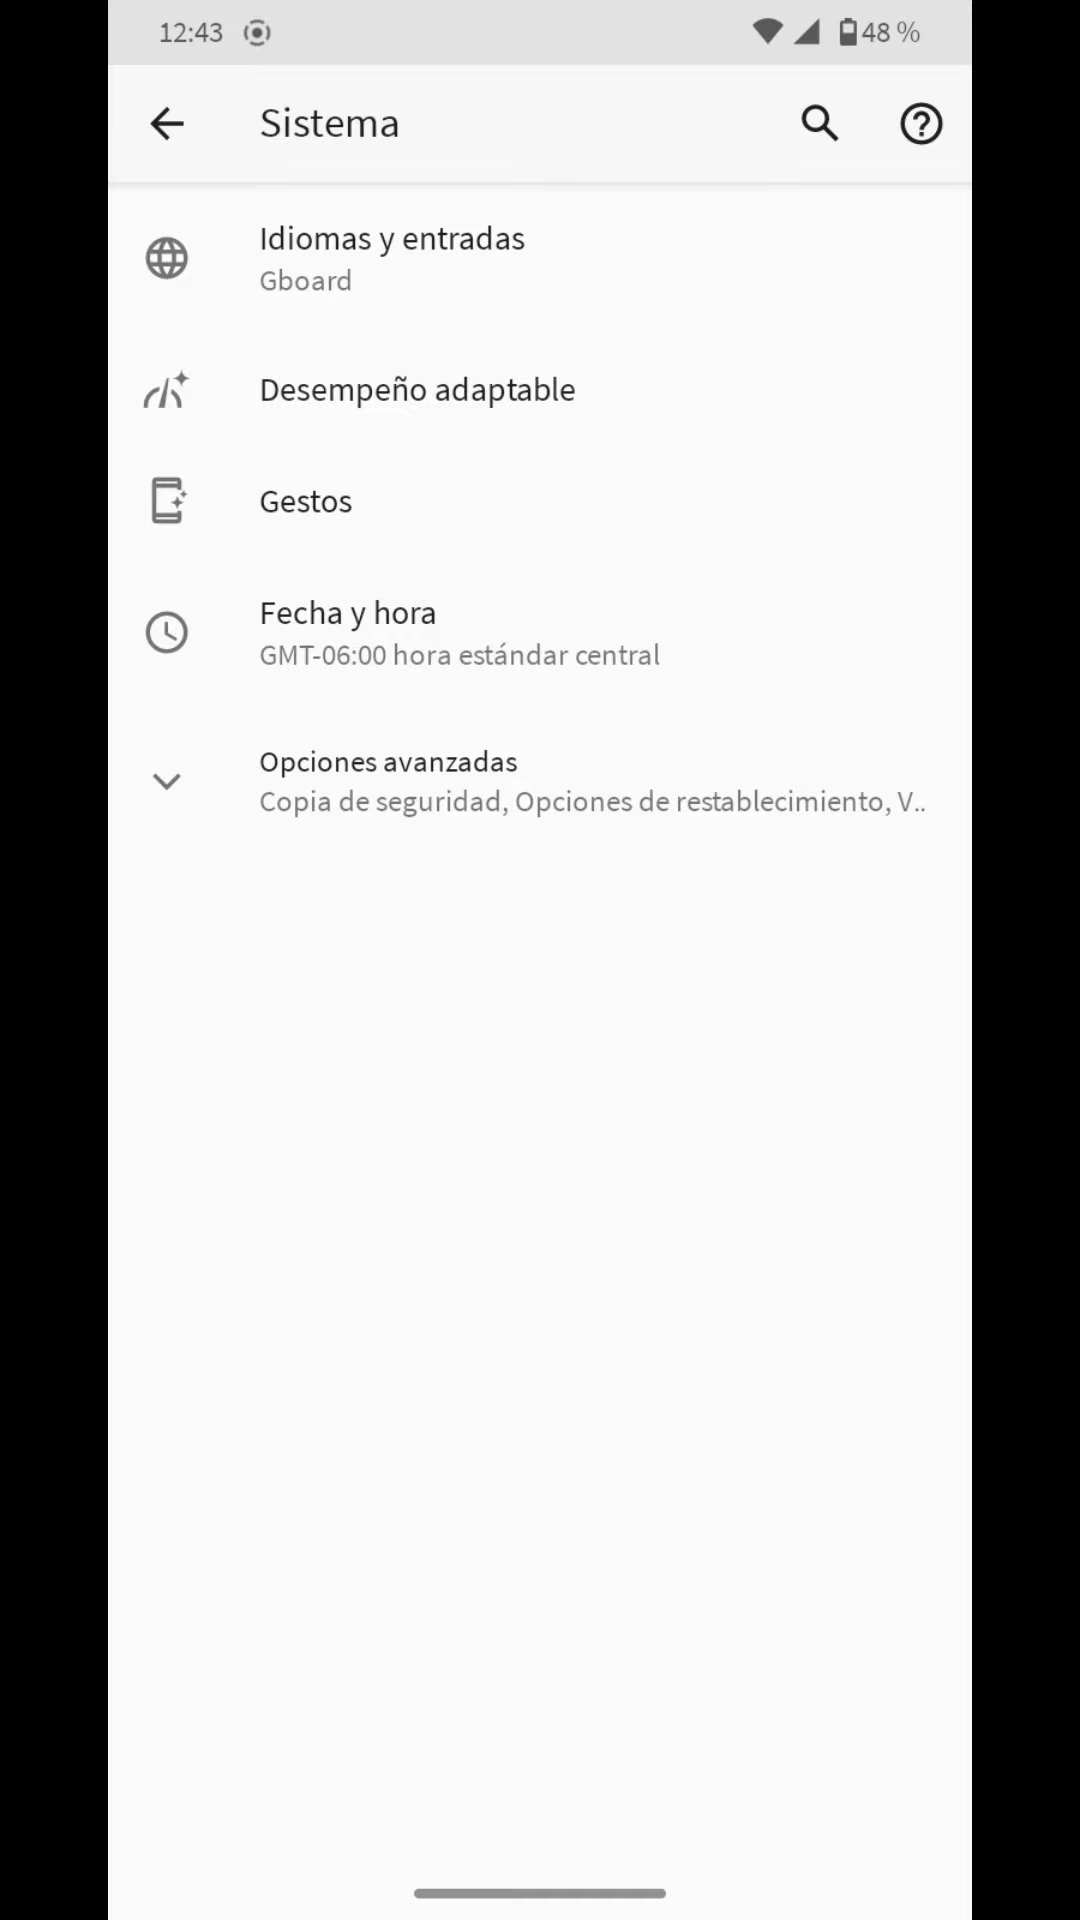 12:43 48 %
Sistema
Idiomas y entradas
Gboard
Desempeño adaptable
Gestos
Fecha y hora
GMT-06:00 hora estándar central
Opciones avanzadas
Copia de seguridad, Opciones de restablecimiento, V..